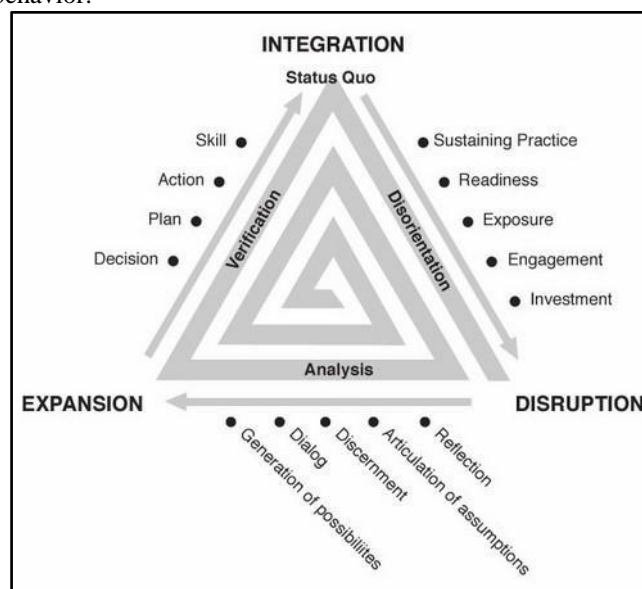 behavior.
INTEGRATION
Status Quo
Skill
Action
Plan
Decision
Verification
Disorientation
Sustaining Practice
Readiness
Exposure
Engagement
Investment
Analysis
EXPANSION
DISRUPTION
Generation of possibiliites
Dialog
Discernment
Articulation of assumptions
Reflection